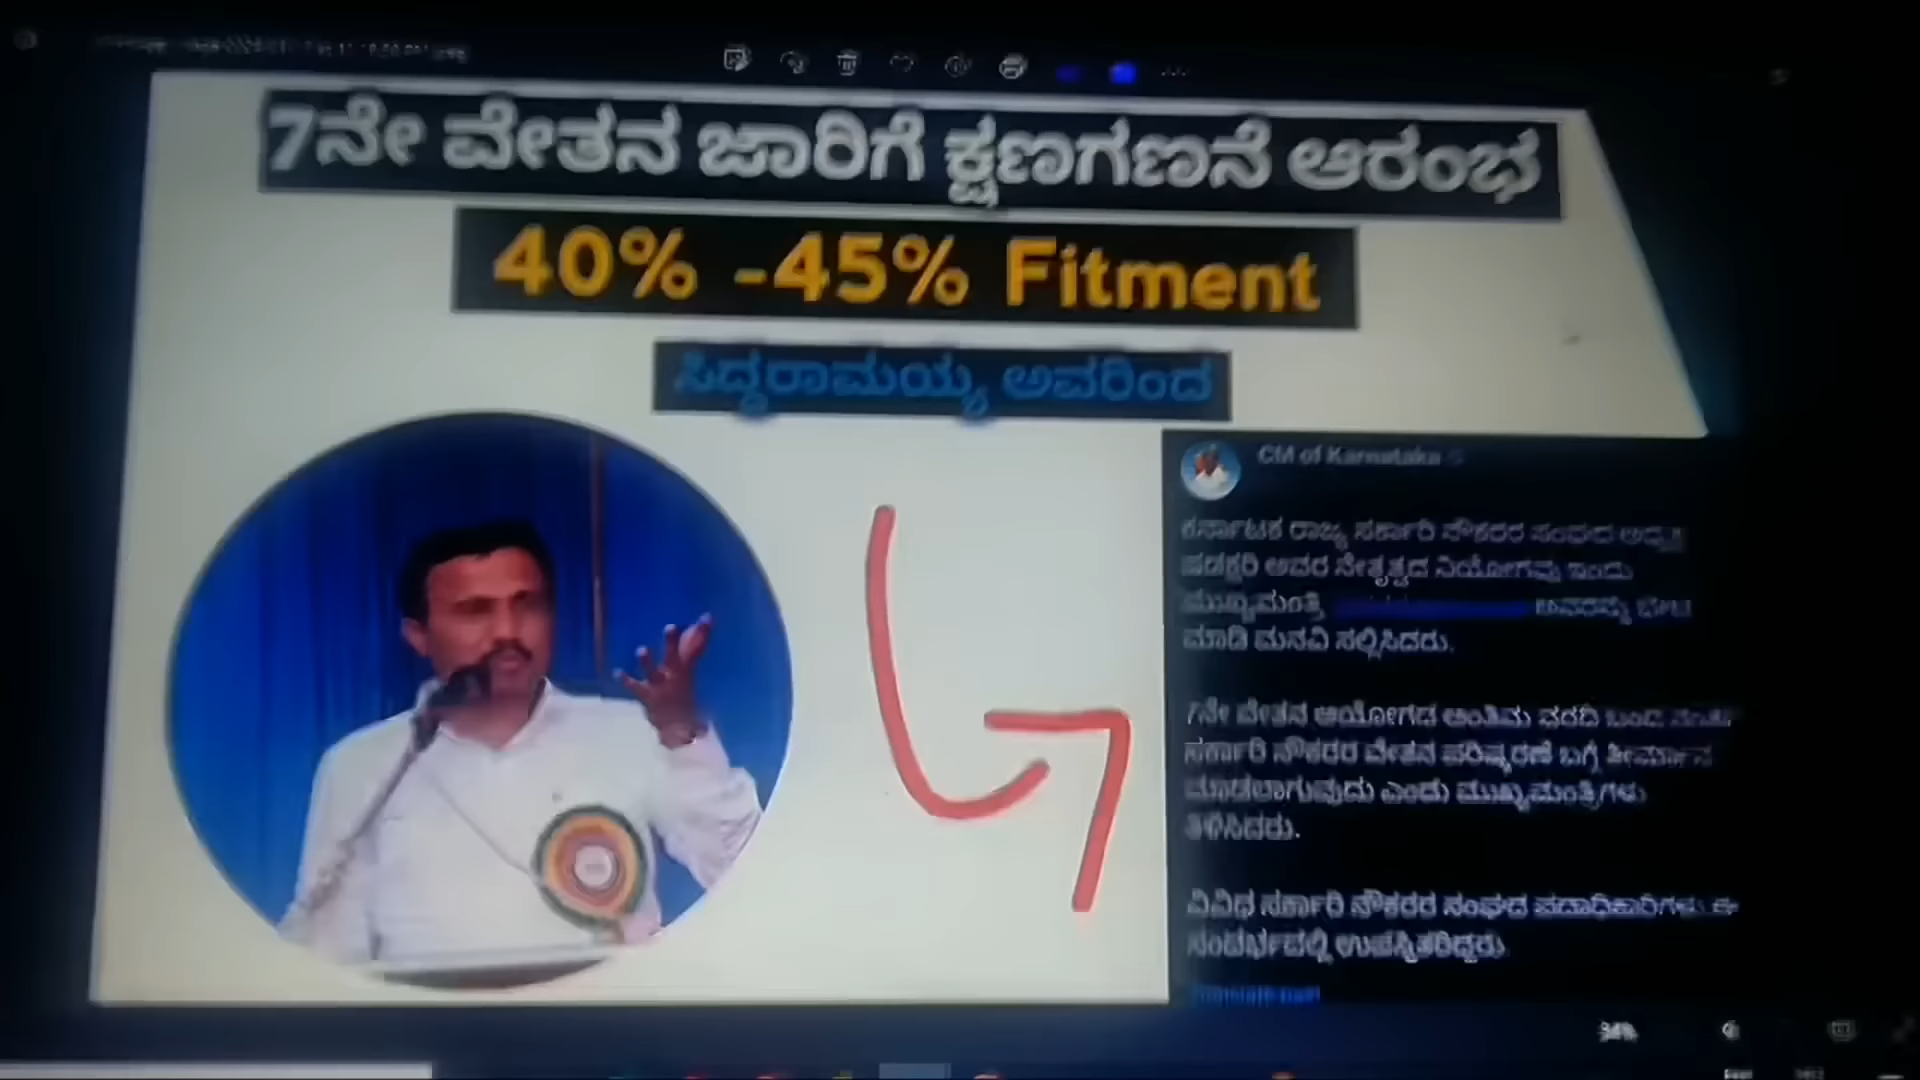 7ನೇ ವೇತನ ಜಾರಿಗೆ ಕ್ಷಣಗಣನೆ ಆರಂಭ
40% -45% Fitment
ಸಿದ್ದರಾಮಯ್ಯ ಅವರಿಂದ
CM of Karnataka
ಕರ್ನಾಟಕ ರಾಜ್ಯ ಸರ್ಕಾರಿ ನೌಕರರ ಸಂಘದ ಅಧ್ಯಕ್ಷ
ಷಡಕ್ಷರಿ ಅವರ ನೇತೃತ್ವದ ನಿಯೋಗವು ಇಂದು
ಮುಖ್ಯಮಂತ್ರಿ ಅವರನ್ನು ಭೇಟಿ
ಮಾಡಿ ಮನವಿ ಸಲ್ಲಿಸಿದರು.
7ನೇ ವೇತನ ಆಯೋಗದ ಅಂತಿಮ ವರದಿ ಬಂದ ನಂತರ
ಸರ್ಕಾರಿ ನೌಕರರ ವೇತನ ಪರಿಷ್ಕರಣೆ ಬಗ್ಗೆ ತೀರ್ಮಾನ
ಮಾಡಲಾಗುವುದು ಎಂದು ಮುಖ್ಯಮಂತ್ರಿಗಳು
ತಿಳಿಸಿದರು.
ವಿವಿಧ ಸರ್ಕಾರಿ ನೌಕರರ ಸಂಘದ ಪದಾಧಿಕಾರಿಗಳು ಈ
ಸಂದರ್ಭದಲ್ಲಿ ಉಪಸ್ಥಿತರಿದ್ದರು.